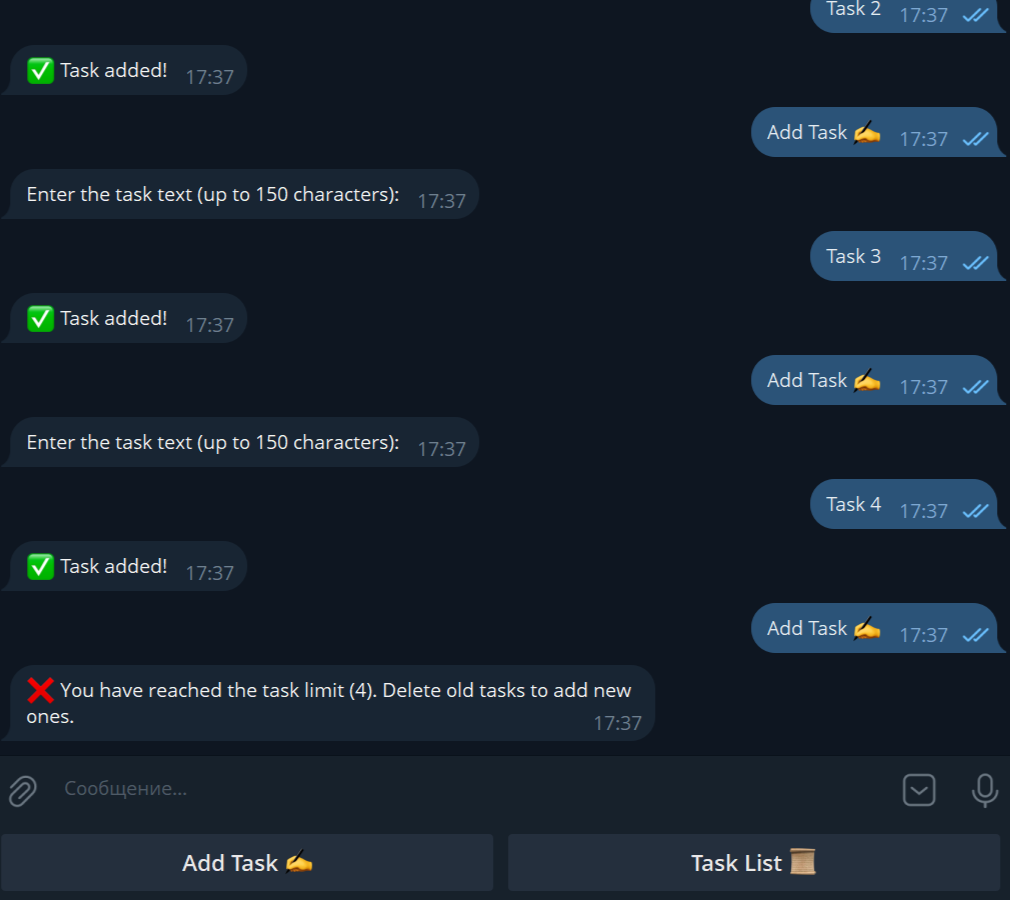 Task 2 17:37
✅ Task added! 17:37
Add Task ✍ 17:37
Enter the task text (up to 150 characters): 17:37
Task 3 17:37
✅ Task added! 17:37
Add Task ✍ 17:37
Enter the task text (up to 150 characters): 17:37
Task 4 17:37
✅ Task added! 17:37
Add Task ✍ 17:37
❌ You have reached the task limit (4). Delete old tasks to add new
ones. 17:37
Сообщение...
Add Task ✍ Task List 📜